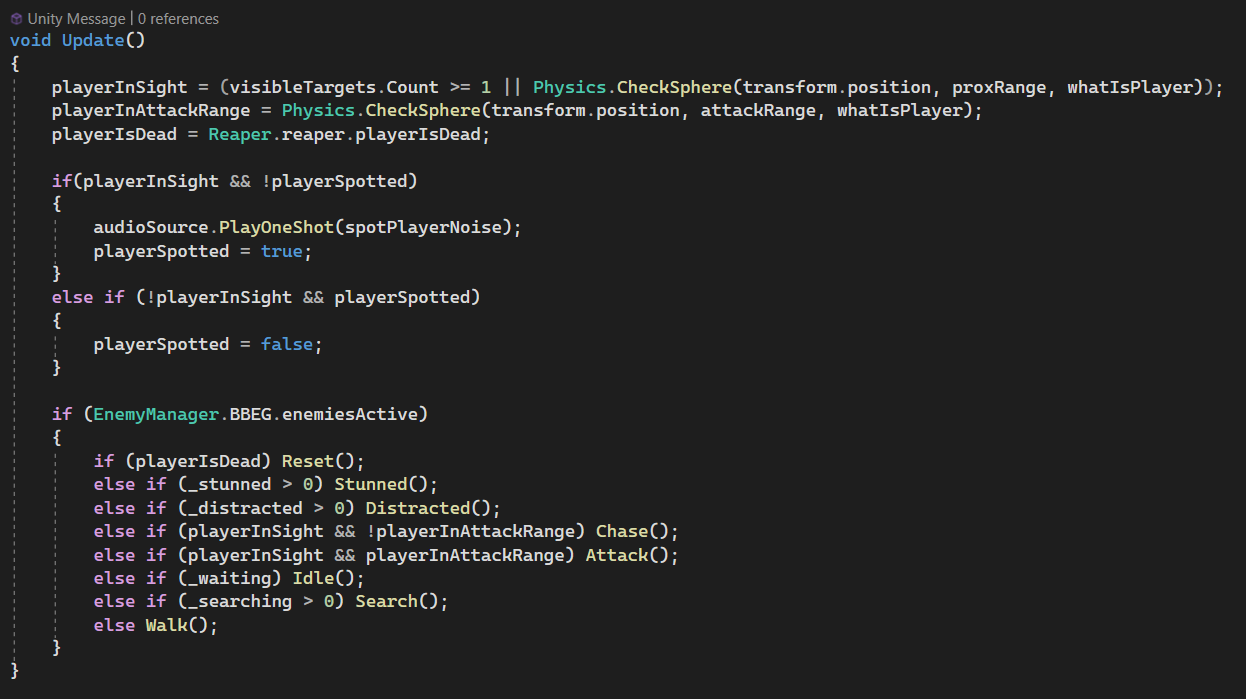 Unity Message | 0 references
void Update()
{
playerInSight = (visibleTargets.Count >= 1 || Physics.CheckSphere(transform.position, proxRange, whatIsPlayer));
playerInAttackRange = Physics.CheckSphere(transform.position, attackRange, whatIsPlayer);
playerIsDead = Reaper.reaper.playerIsDead;
if(playerInSight && !playerSpotted)
{
audioSource.PlayOneShot(spotPlayerNoise);
playerSpotted = true;
}
else if (!playerInSight && playerSpotted)
{
playerSpotted = false;
}
if (EnemyManager.BBEG.enemiesActive)
{
if (playerIsDead) Reset();
else if (_stunned > 0) Stunned();
else if (_distracted > 0) Distracted();
else if (playerInSight && !playerInAttackRange) Chase();
else if (playerInSight && playerInAttackRange) Attack();
else if (_waiting) Idle();
else if (_searching > 0) Search();
else Walk();
}
}